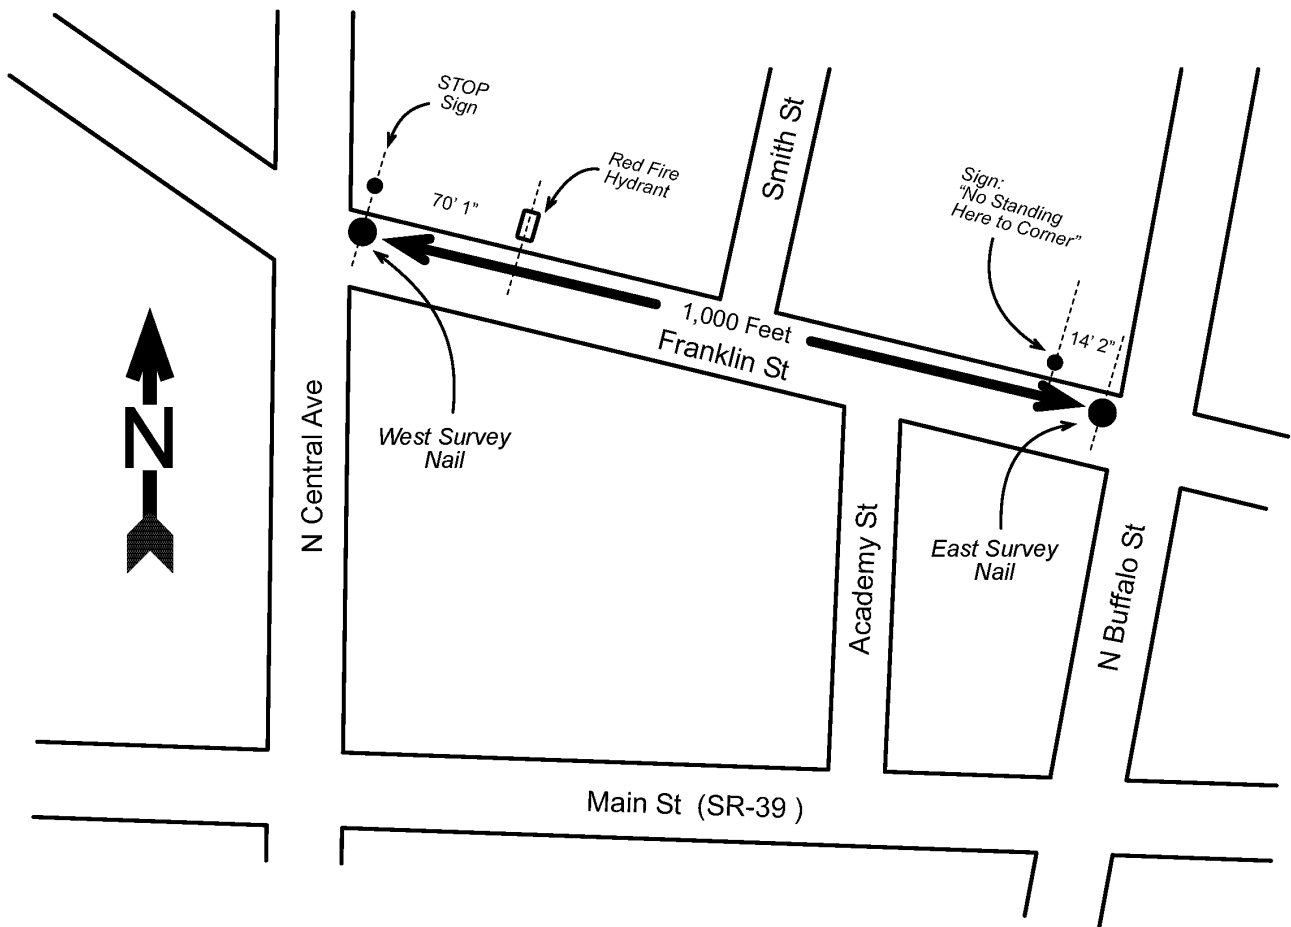 STOP
Sign
70’ 1”
Red Fire
Hydrant
Smith St
Sign:
“No Standing
Here to Corner”
1,000 Feet
Franklin St
14’ 2”
N
N Central Ave
West Survey
Nail
Academy St
East Survey
Nail
N Buffalo St
Main St (SR-39 )